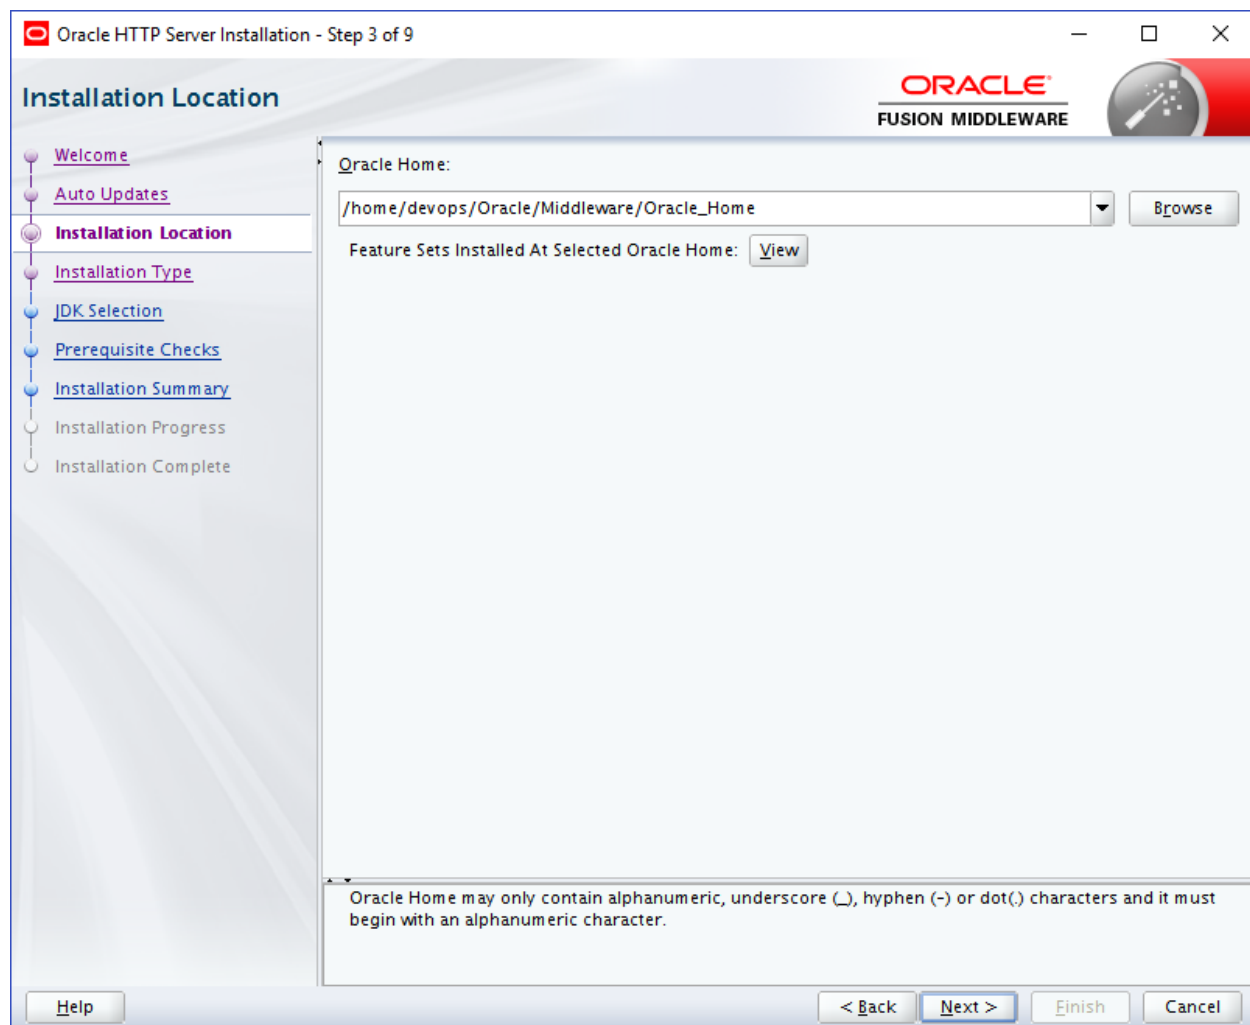 Oracle HTTP Server Installation - Step 3 of 9
Installation Location
ORACLE
FUSION MIDDLEWARE
Welcome
Auto Updates
Installation Location
Installation Type
JDK Selection
Prerequisite Checks
Installation Summary
Installation Progress
Installation Complete
Oracle Home:
/home/devops/Oracle/Middleware/Oracle_Home
Browse
Feature Sets Installed At Selected Oracle Home: View
Oracle Home may only contain alphanumeric, underscore (_), hyphen (-) or dot(.) characters and it must
begin with an alphanumeric character.
Help
< Back
Next >
Finish
Cancel